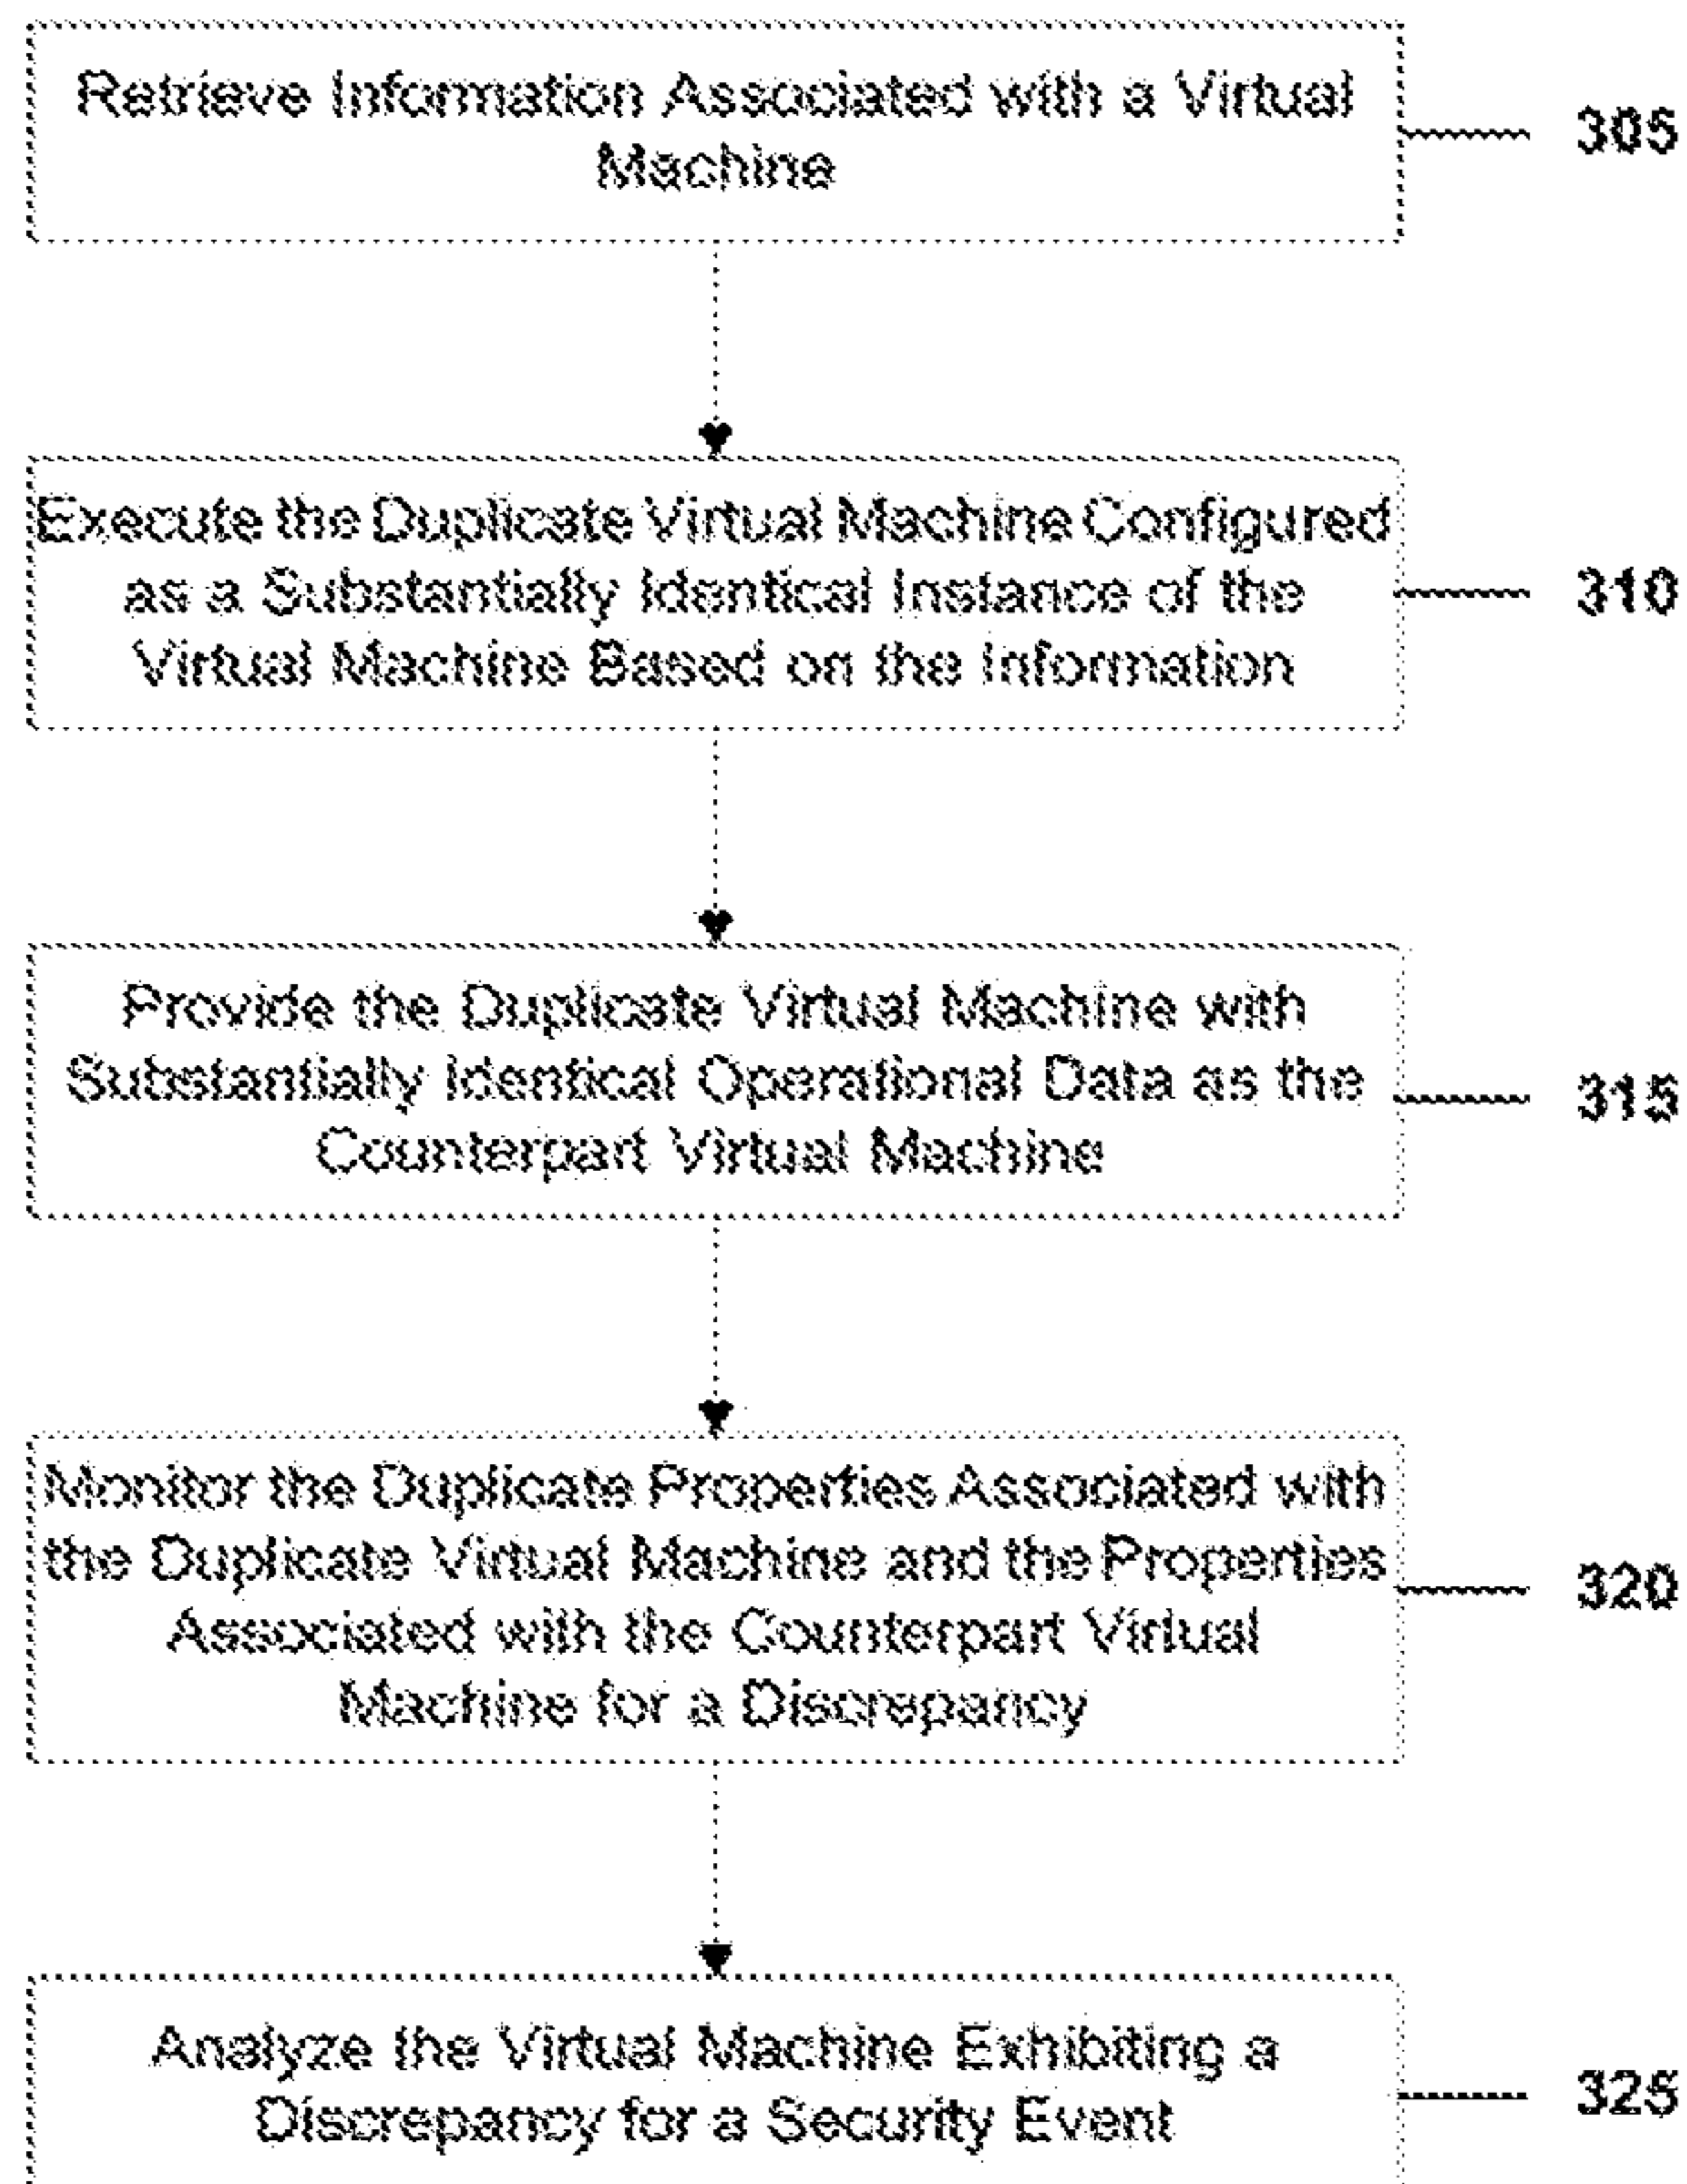 Retrieve Information Associated with a Virtual
Machine
305
Execute the Duplicate Virtual Machine Configured
as a Substantially Identical Instance of the
Virtual Machine Based on the Information
310
Provide the Duplicate Virtual Machine with
Substantially Identical Operational Data as the
Counterpart Virtual Machine
315
Monitor the Duplicate Properties Associated with
the Duplicate Virtual Machine and the Properties
Associated with the Counterpart Virtual
Machine for a Discrepancy
320
Analyze the Virtual Machine Exhibiting a
Discrepancy for a Security Event
325